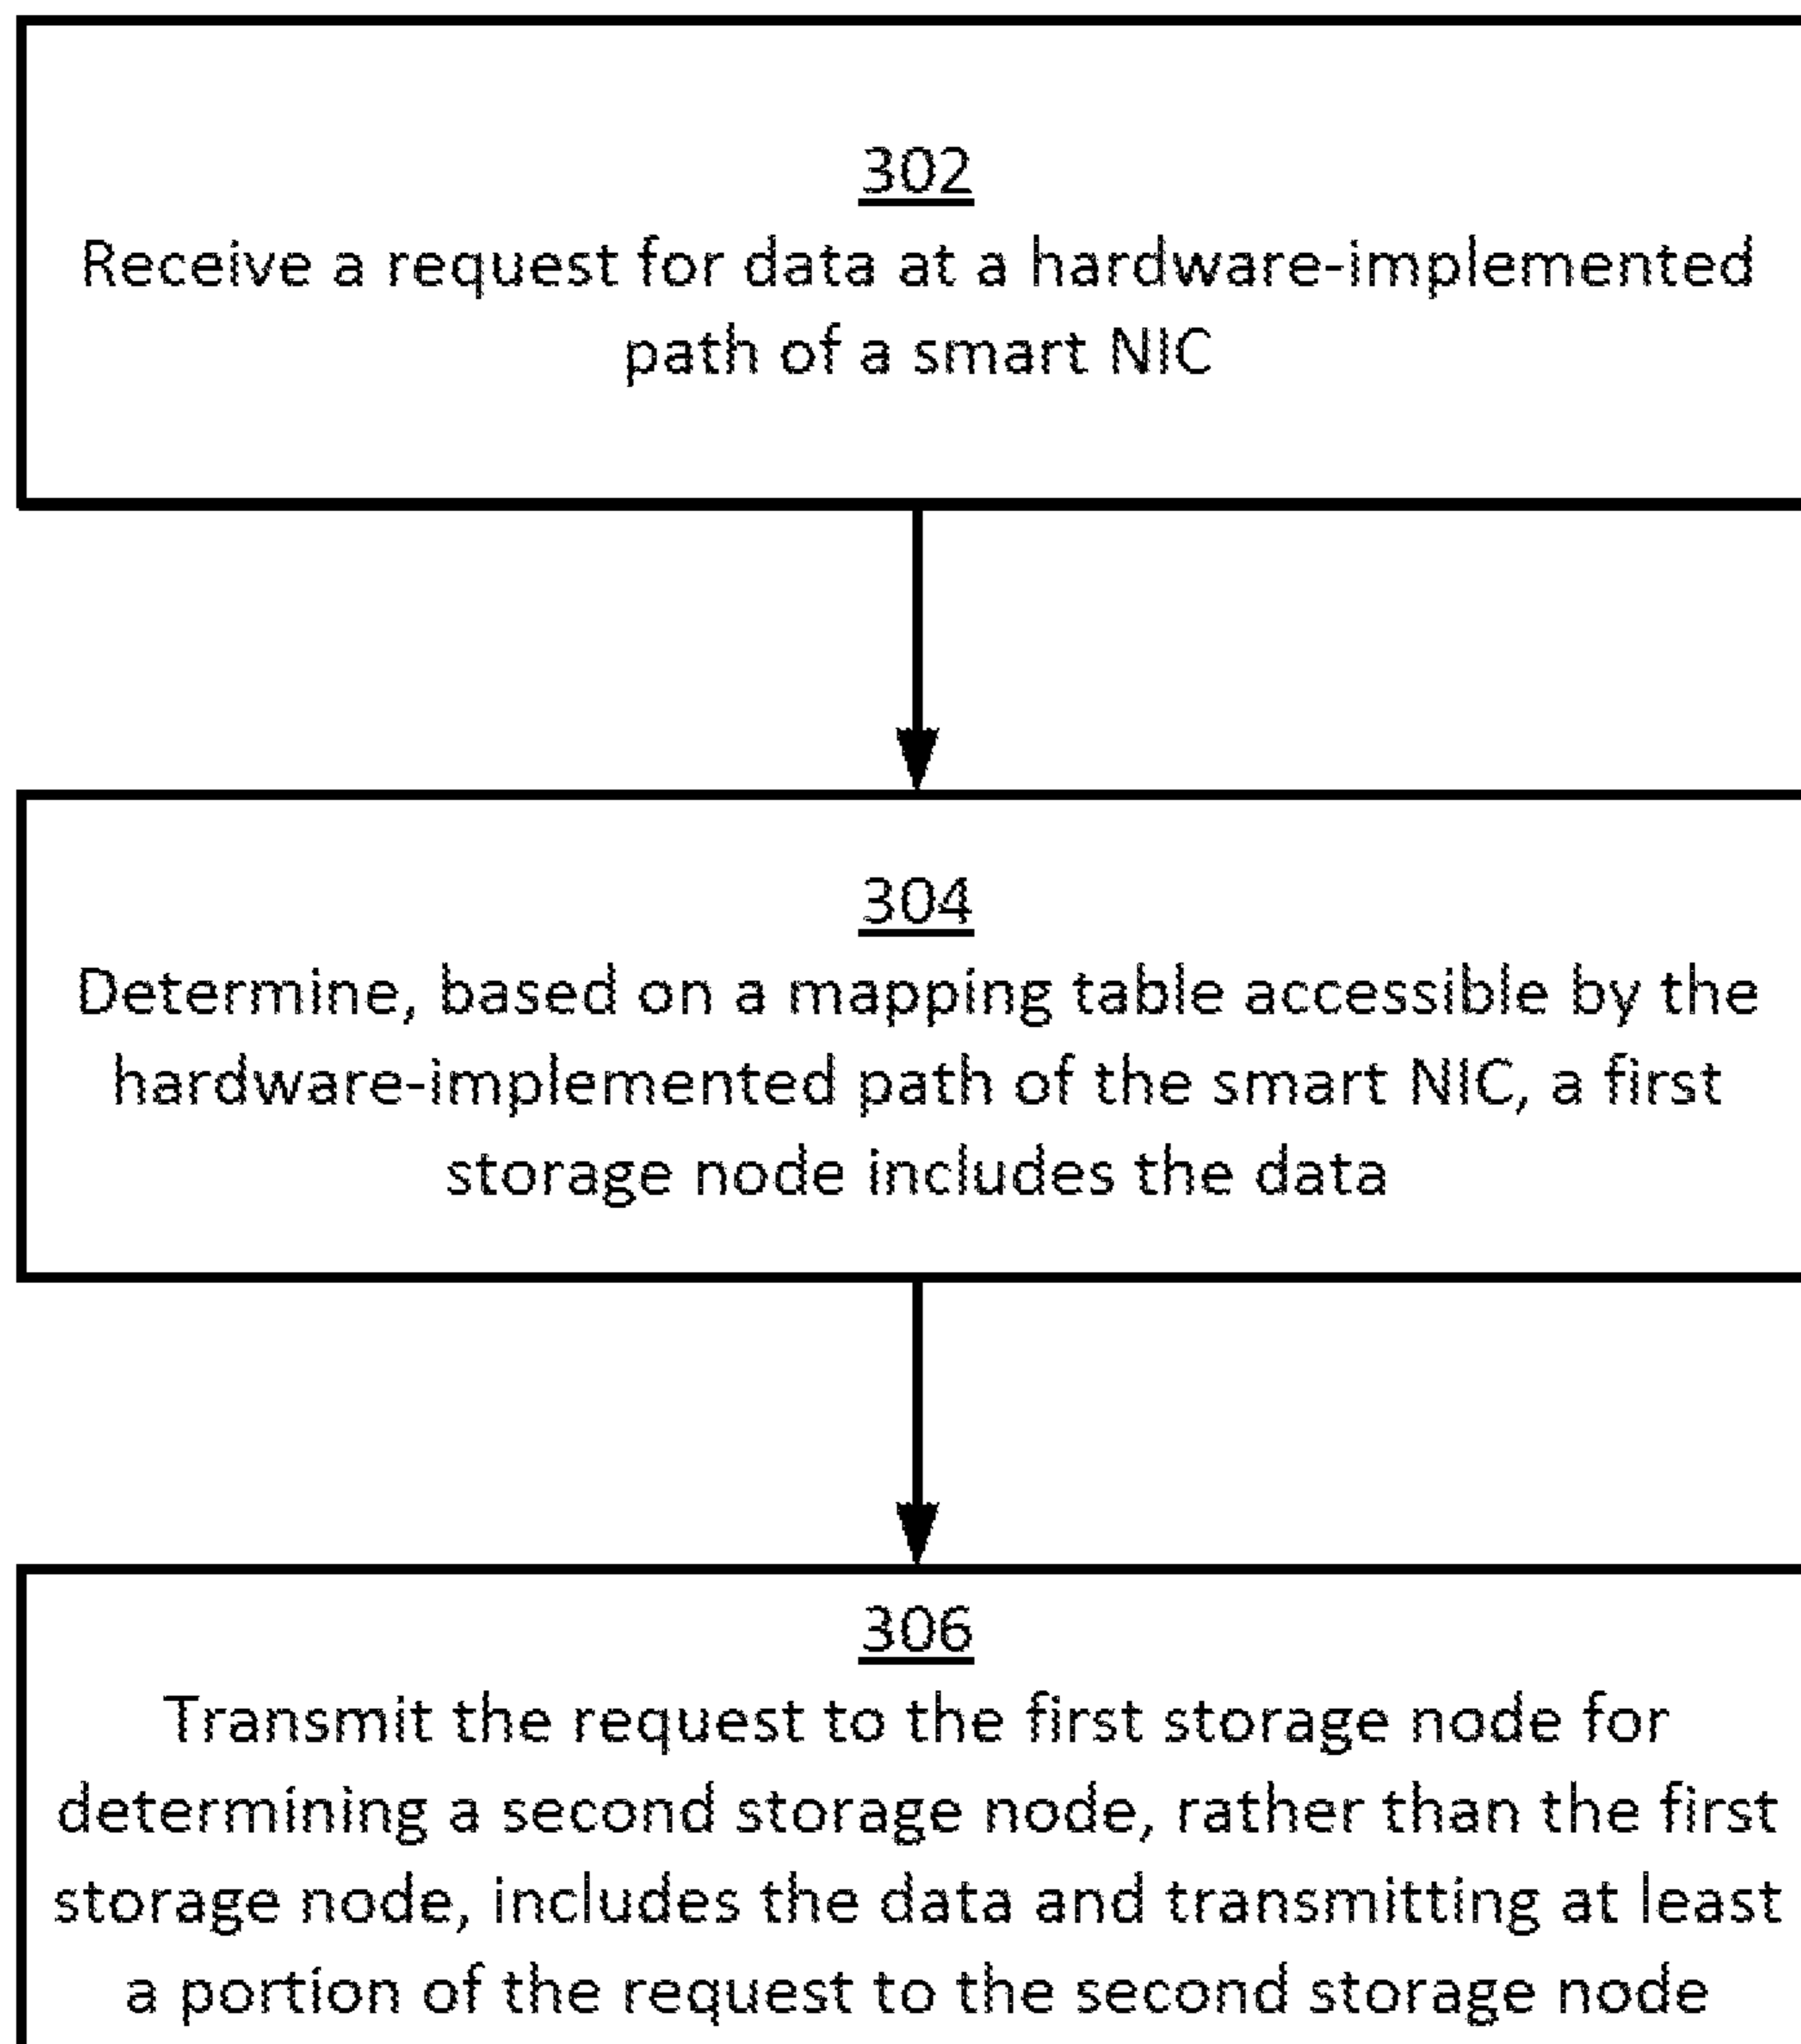 302
Receive a request for data at a hardware-implemented
path of a smart NIC
304
Determine, based on a mapping table accessible by the
hardware-implemented path of the smart NIC, a first
storage node includes the data
306
Transmit the request to the first storage node for
determining a second storage node, rather than the first
storage node, includes the data and transmitting at least
a portion of the request to the second storage node